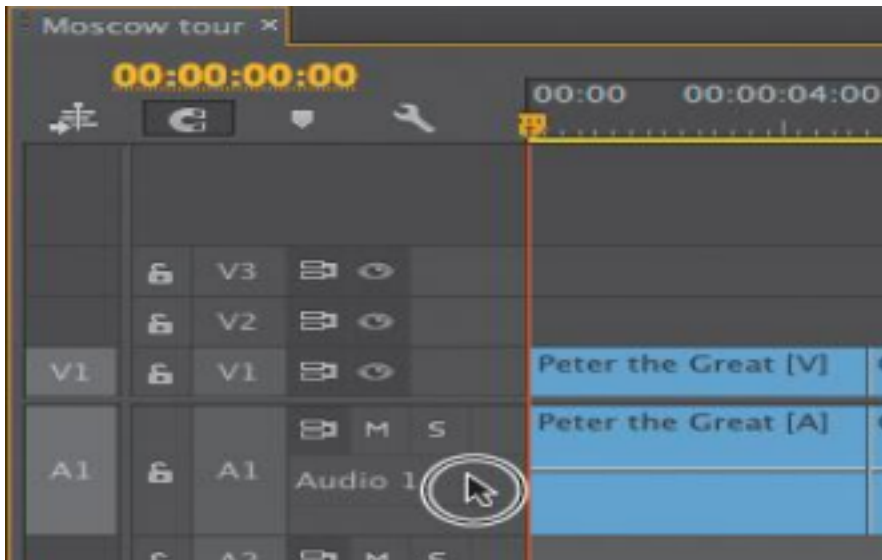 Moscow tour ×
00:00:00:00
00:00 00:00:04:00
V3
V2
V1 V1 Peter the Great [V]
M S Peter the Great [A]
A1 A1
Audio 1
A2 M S